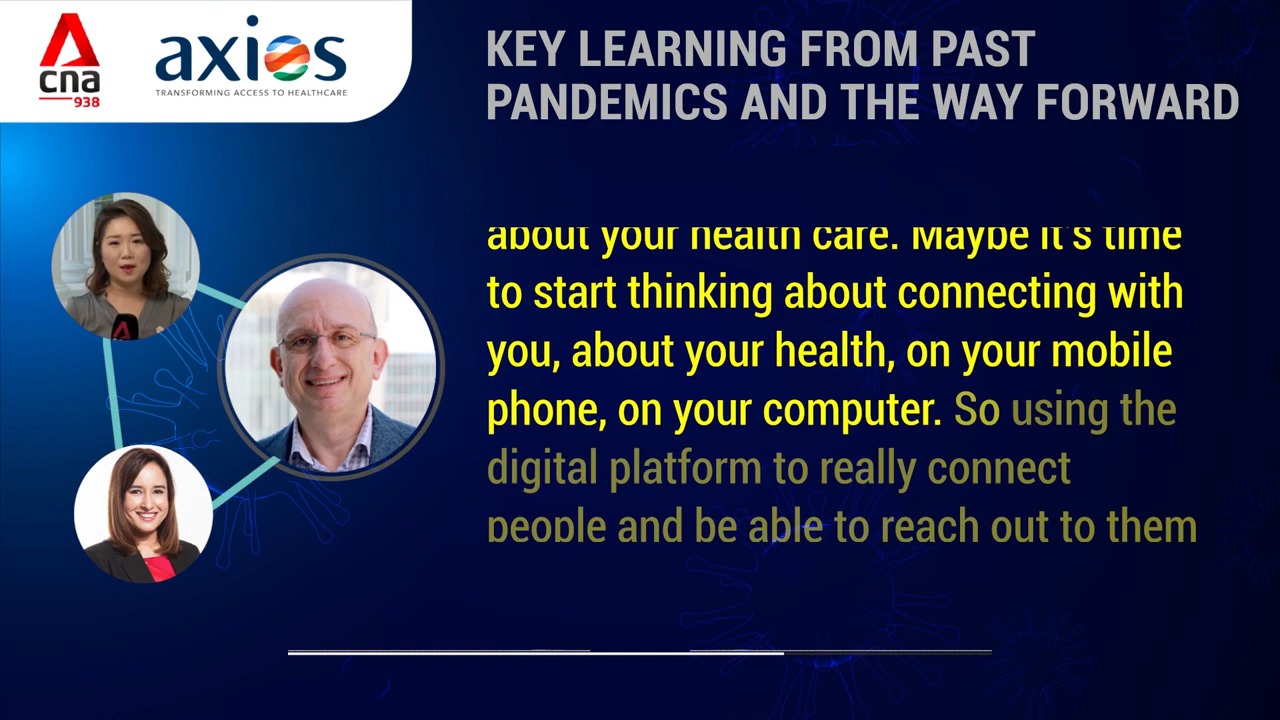 cna
938
axios
TRANSFORMING ACCESS TO HEALTHCARE
KEY LEARNING FROM PAST
PANDEMICS AND THE WAY FORWARD
about your health care. Maybe it's time
to start thinking about connecting with
you, about your health, on your mobile
phone, on your computer. So using the
digital platform to really connect
people and be able to reach out to them